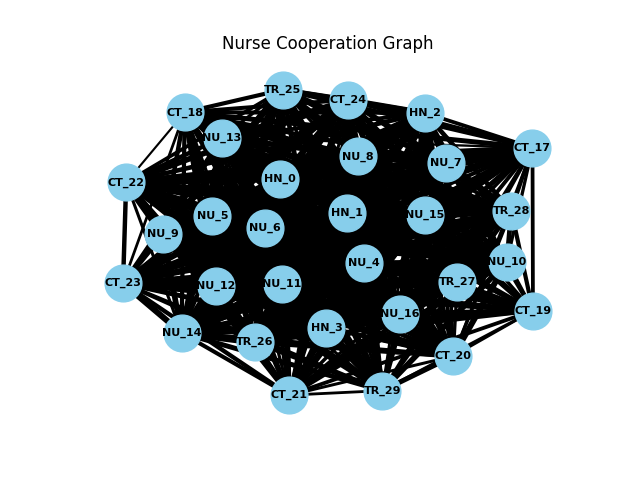 Nurse Cooperation Graph
TR_25
CT_24
CT_18
HN_2
NU_13
CT_17
NU_8
NU_7
HN_0
CT_22
TR_28
HN_1
NU_5
NU_15
NU_6
NU_9
NU_4
NU_10
CT_23
TR_27
NU_11
NU_12
CT_19
NU_16
HN_3
NU_14
TR_26
CT_20
TR_29
CT_21